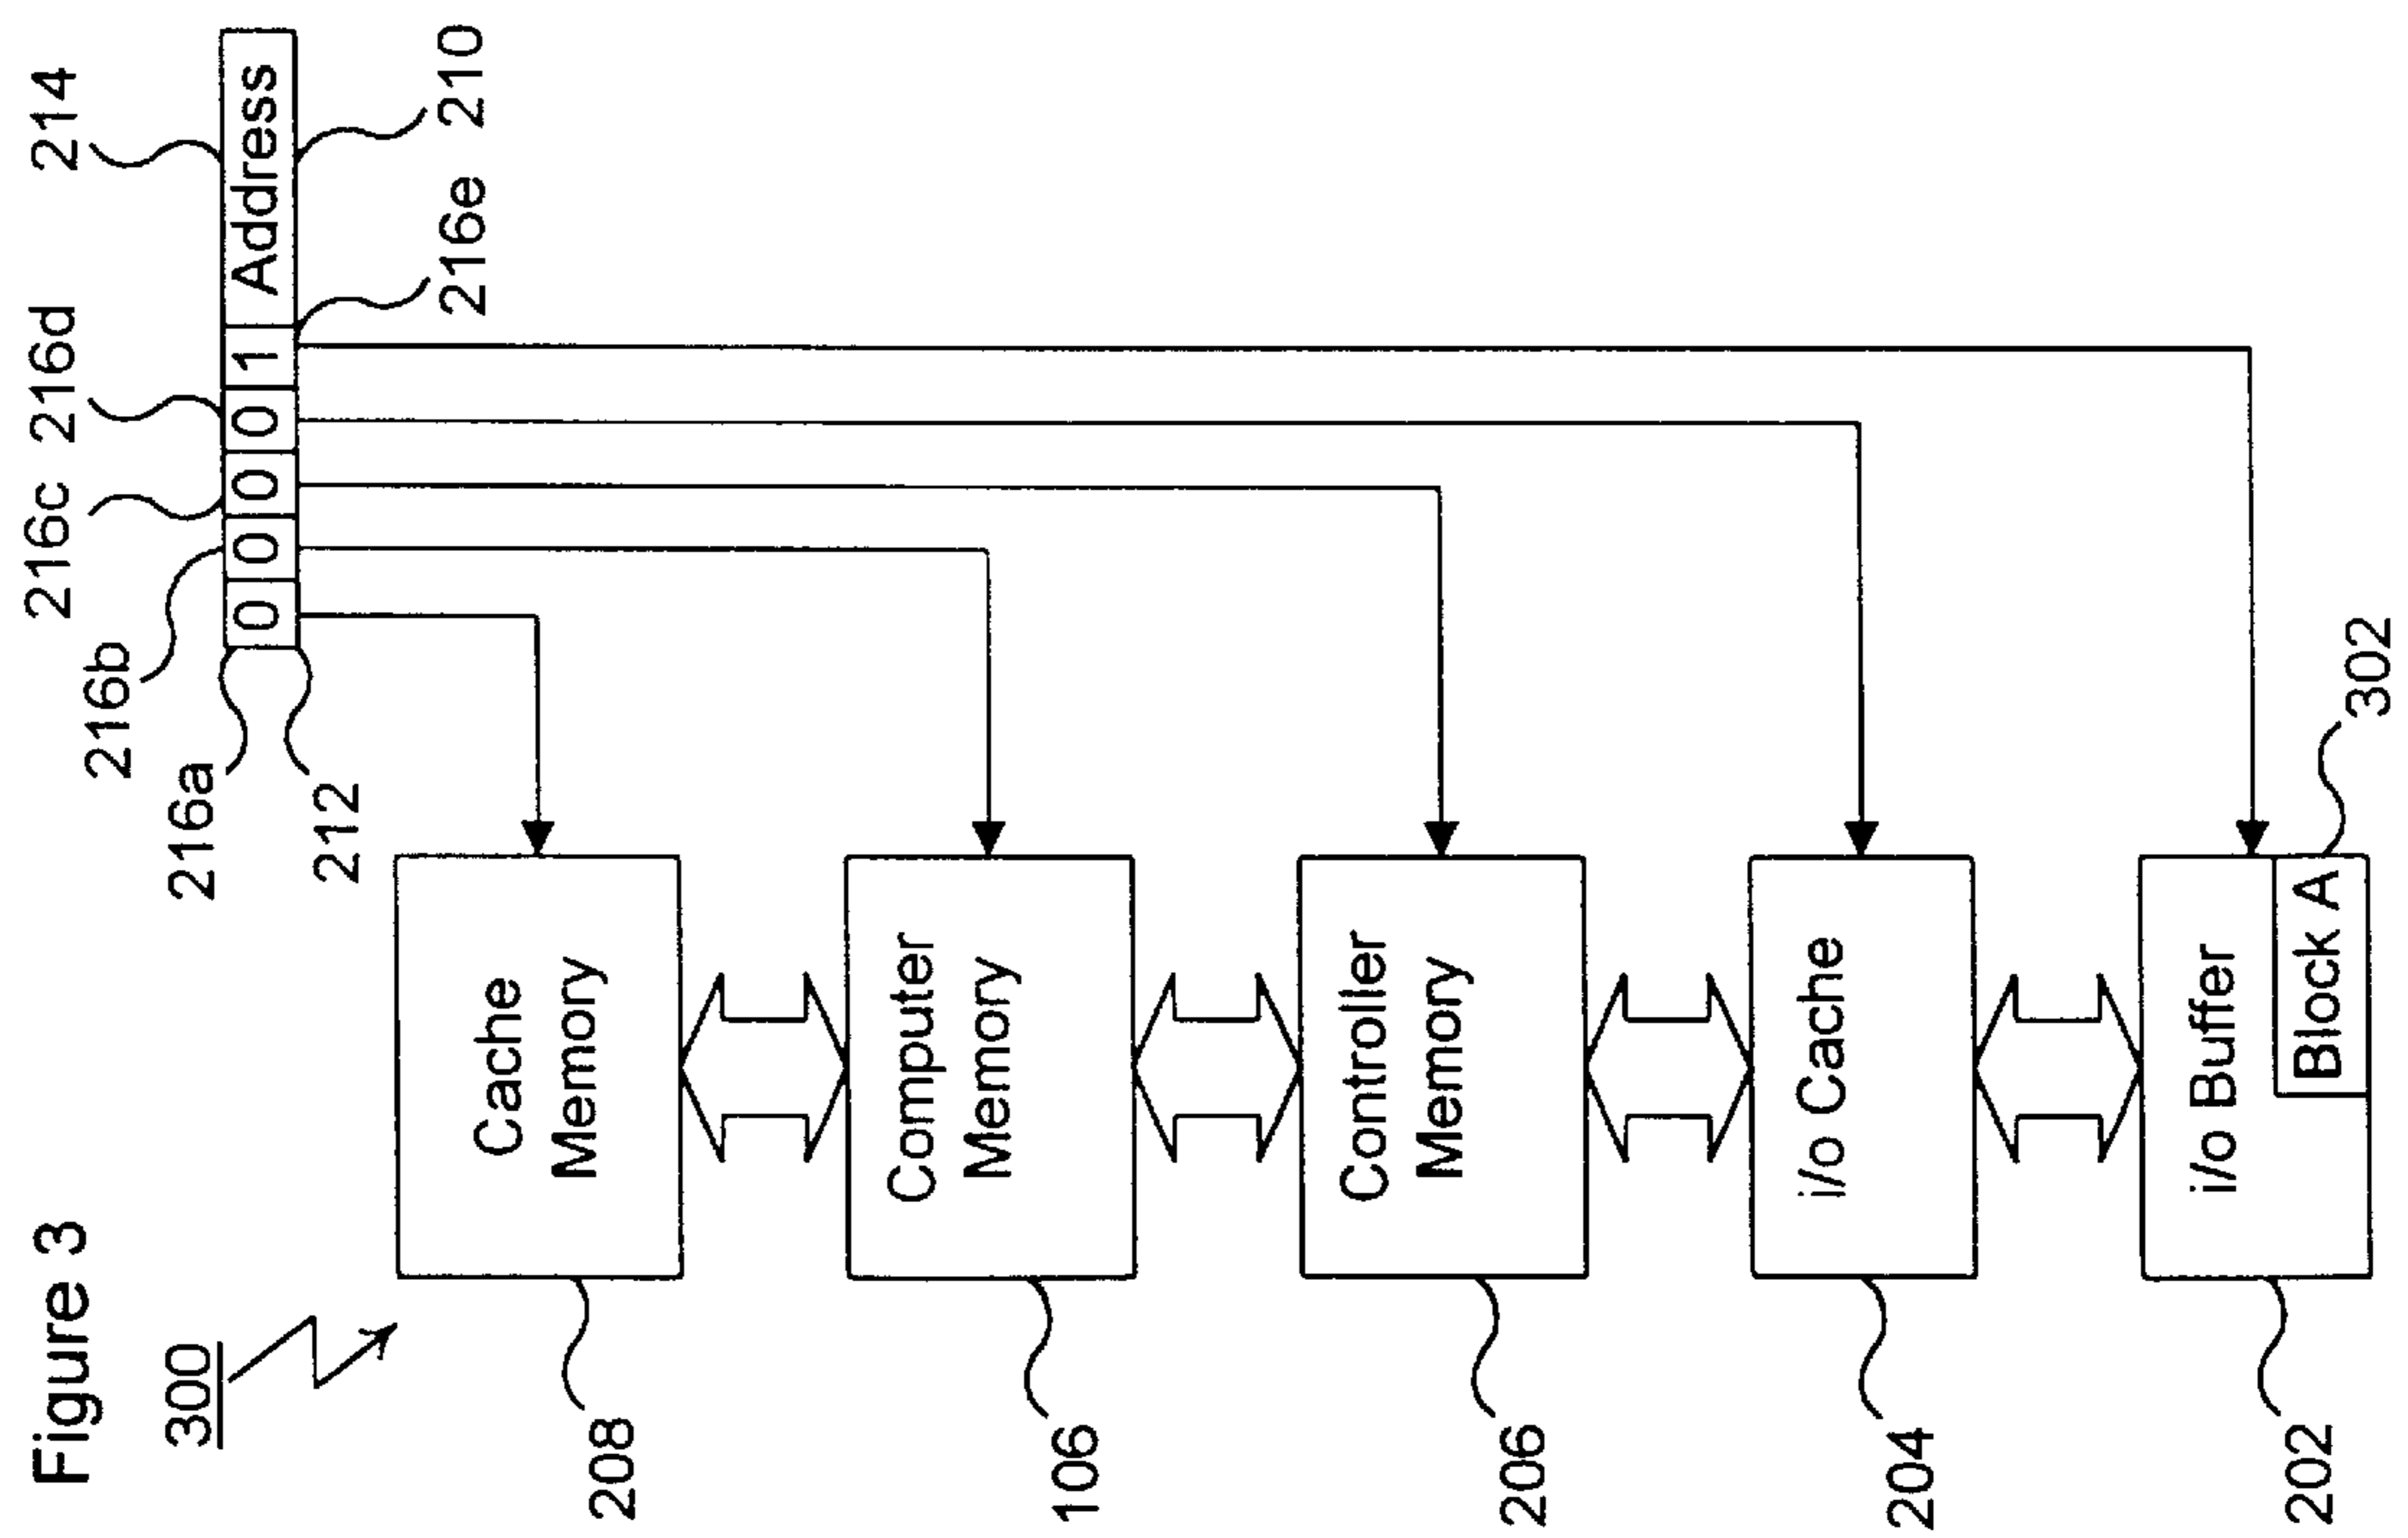 Figure 3
300
208
Cache
Memory
106
Computer
Memory
206
Controller
Memory
204
i/o Cache
202
i/o Buffer
Block A
302
216a
212
216b
216c
216d
214
0 0 0 0 1 Address
216e
210